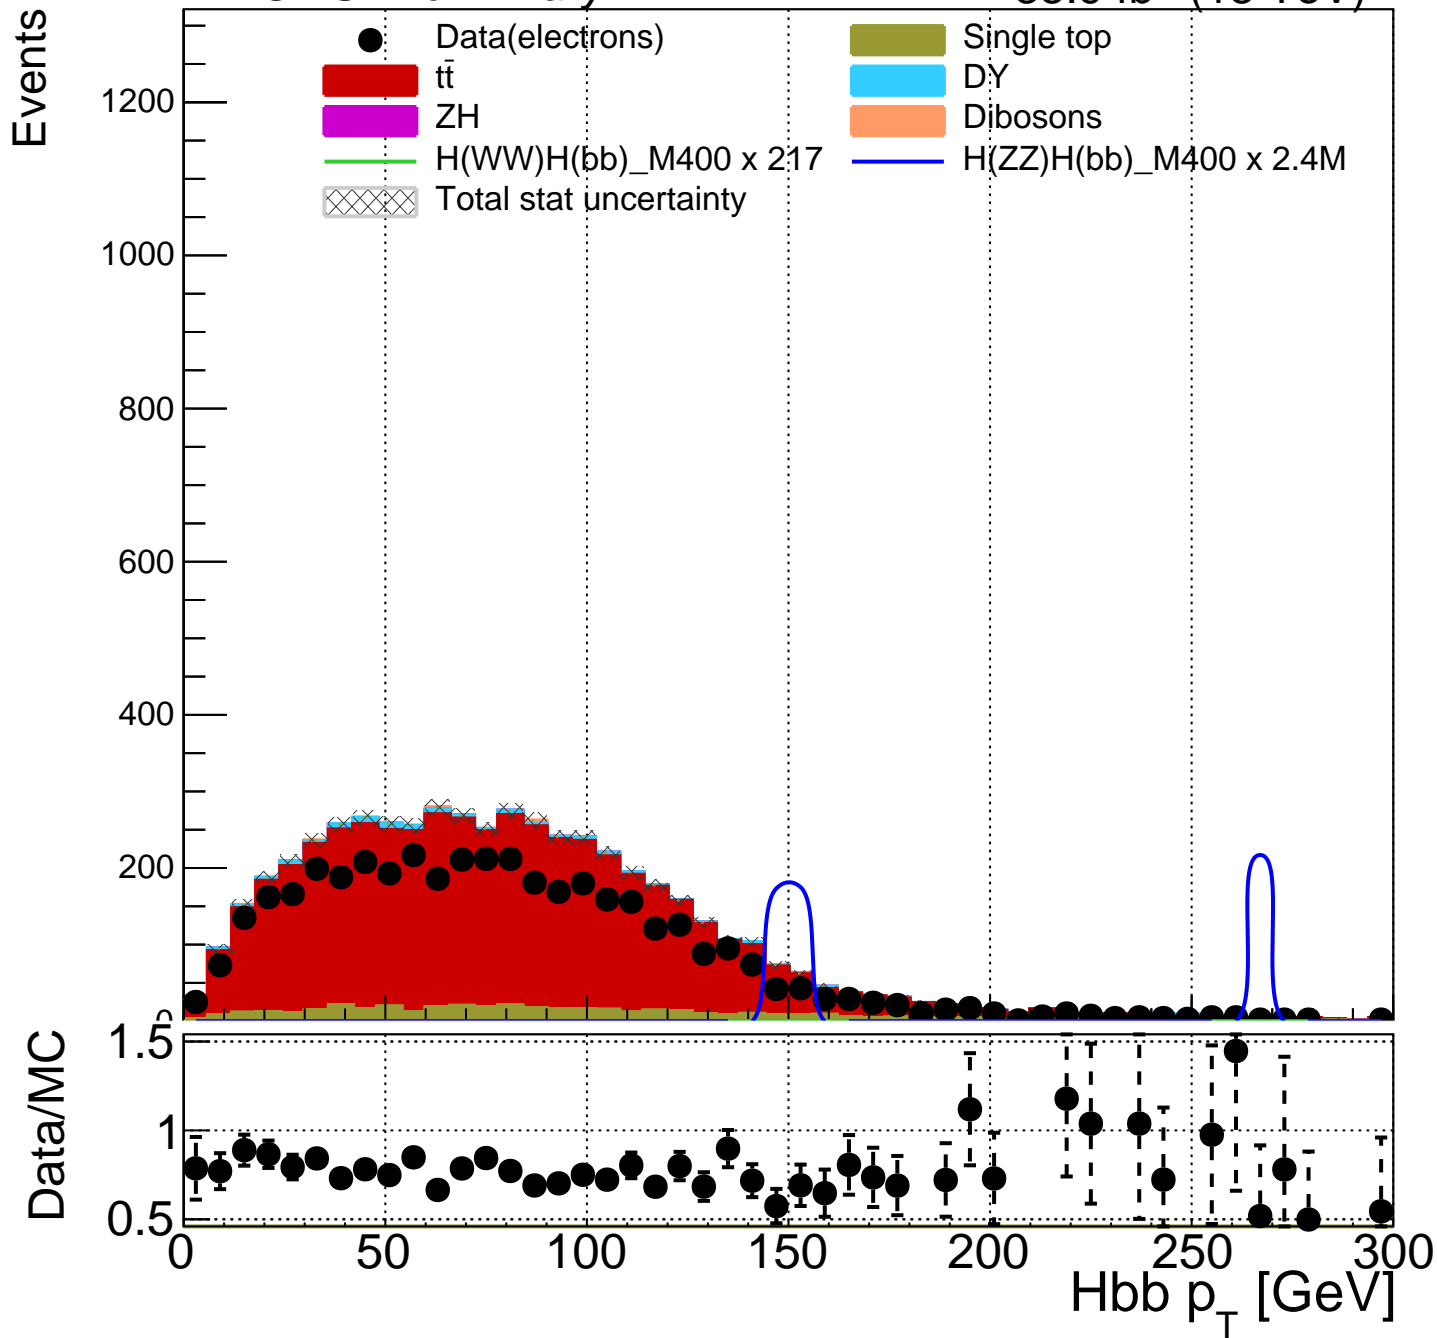 Events
Data(electrons)
Single top
tt̄
DY
ZH
Dibosons
H(WW)H(bb)_M400 x 217
H(ZZ)H(bb)_M400 x 2.4M
Total stat uncertainty
1200
1000
800
600
400
200
0
Data/MC
1.5
1
0.5
0 50 100 150 200 250 300
Hbb p_T [GeV]